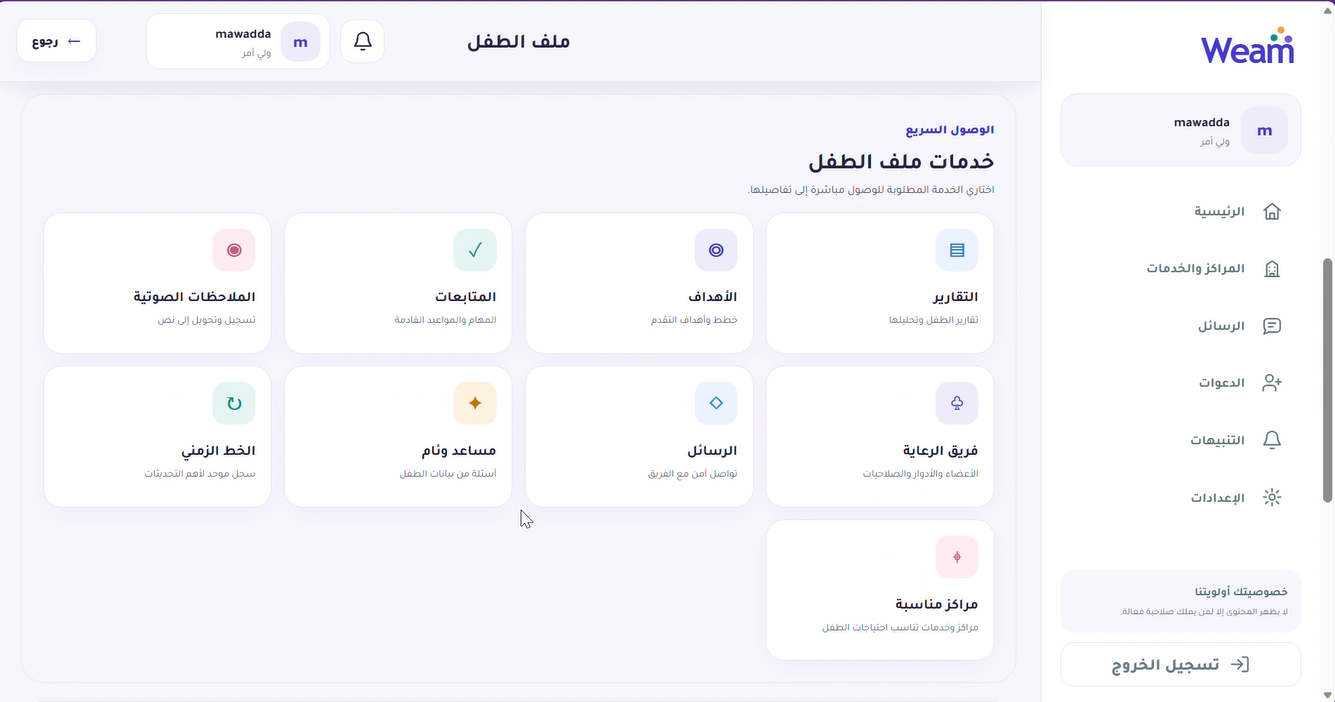 Weam
m
mawadda
ولي أمر
الرئيسية
المراكز والخدمات
الرسائل
الدعوات
التنبيهات
الإعدادات
خصوصيتك أولويتنا
لا يظهر المحتوى إلا لمن يملك صلاحية فعالة.
تسجيل الخروج
ملف الطفل
m
mawadda
ولي أمر
← رجوع
الوصول السريع
خدمات ملف الطفل
اختاري الخدمة المطلوبة للوصول مباشرة إلى تفاصيلها.
التقارير
تقارير الطفل وتحليلها
الأهداف
خطط وأهداف التقدم
المتابعات
المهام والمواعيد القادمة
الملاحظات الصوتية
تسجيل وتحويل إلى نص
فريق الرعاية
الأعضاء والأدوار والصلاحيات
الرسائل
تواصل آمن مع الفريق
مساعد وئام
أسئلة من بيانات الطفل
الخط الزمني
سجل موحد لأهم التحديثات
مراكز مناسبة
مراكز وخدمات تناسب احتياجات الطفل